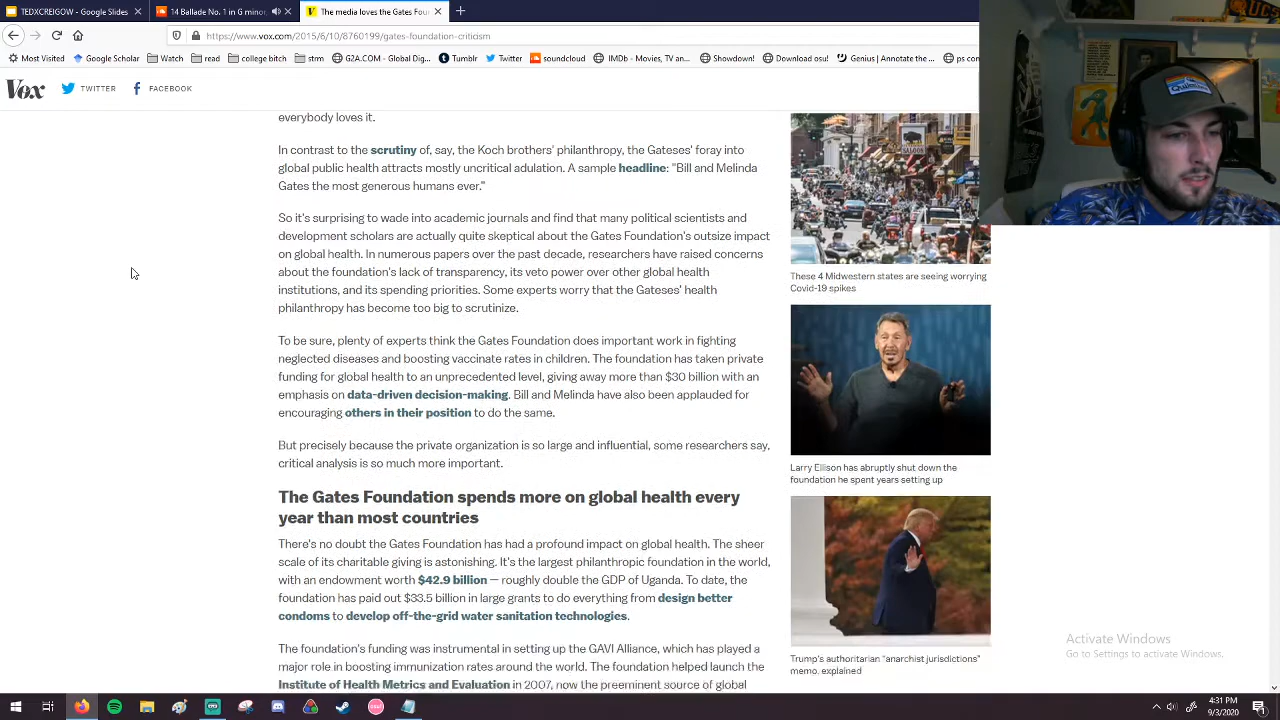 TEDXCREIGOV - Google Slides
14 Ballade No. 1 in G minor
The media loves the Gates Fou
https://www.vox.com/2015/6/10/8760199/gates-foundation-criticism
Most Visited
Google Scholar
Watch
read
college bitch
strm
G2A.COM | Global Dig...
Tumblr
Twitter
soundcloud
IMDb - Movies, TV an...
Showdown!
Download osu!
Genius | Annotate the ...
ps con
Vox
TWITTER
FACEBOOK
everybody loves it.
In contrast to the scrutiny of, say, the Koch brothers' philanthropy, the Gateses' foray into
global public health attracts mostly uncritical adulation. A sample headline: "Bill and Melinda
Gates the most generous humans ever."
So it's surprising to wade into academic journals and find that many political scientists and
development scholars are actually quite skeptical about the Gates Foundation's outsize impact
on global health. In numerous papers over the past decade, researchers have raised concerns
about the foundation's lack of transparency, its veto power over other global health
institutions, and its spending priorities. Some experts worry that the Gateses' health
philanthropy has become too big to scrutinize.
To be sure, plenty of experts think the Gates Foundation does important work in fighting
neglected diseases and boosting vaccinate rates in children. The foundation has taken private
funding for global health to an unprecedented level, giving away more than $30 billion with an
emphasis on data-driven decision-making. Bill and Melinda have also been applauded for
encouraging others in their position to do the same.
But precisely because the private organization is so large and influential, some researchers say,
critical analysis is so much more important.
The Gates Foundation spends more on global health every
year than most countries
There's no doubt the Gates Foundation has had a profound impact on global health. The sheer
scale of its charitable giving is astonishing. It's the largest philanthropic foundation in the world,
with an endowment worth $42.9 billion — roughly double the GDP of Uganda. To date, the
foundation has paid out $33.5 billion in large grants to do everything from design better
condoms to develop off-the-grid water sanitation technologies.
The foundation's funding was instrumental in setting up the GAVI Alliance, which has played a
major role in boosting immunization rates around the world. The foundation helped launch the
Institute of Health Metrics and Evaluation in 2007, now the preeminent source of global
SALOON
These 4 Midwestern states are seeing worrying
Covid-19 spikes
Larry Ellison has abruptly shut down the
foundation he spent years setting up
Trump's authoritarian "anarchist jurisdictions"
memo, explained
Activate Windows
Go to Settings to activate Windows.
4:31 PM
9/3/2020